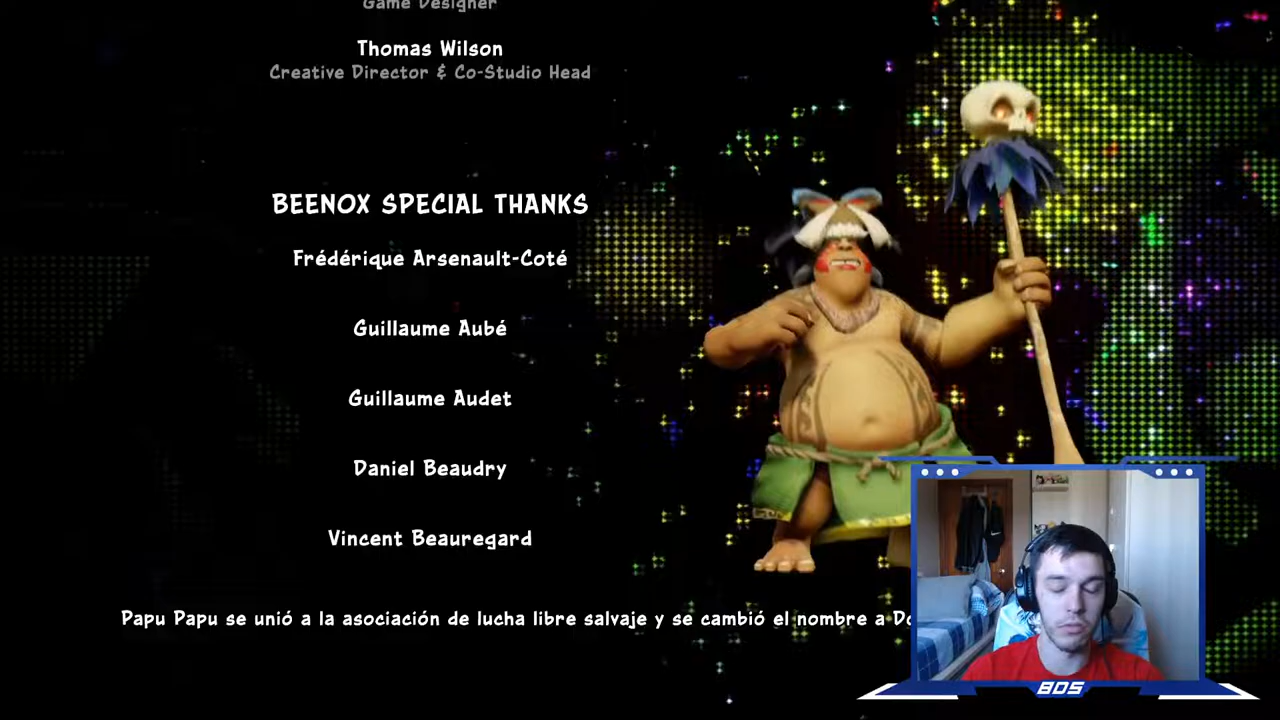 Game Designer
Thomas Wilson
Creative Director & Co-Studio Head
BEENOX SPECIAL THANKS
Frédérique Arsenault-Coté
Guillaume Aubé
Guillaume Audet
Daniel Beaudry
Vincent Beauregard
Papu Papu se unió a la asociación de lucha libre salvaje y se cambió el nombre a
BDS